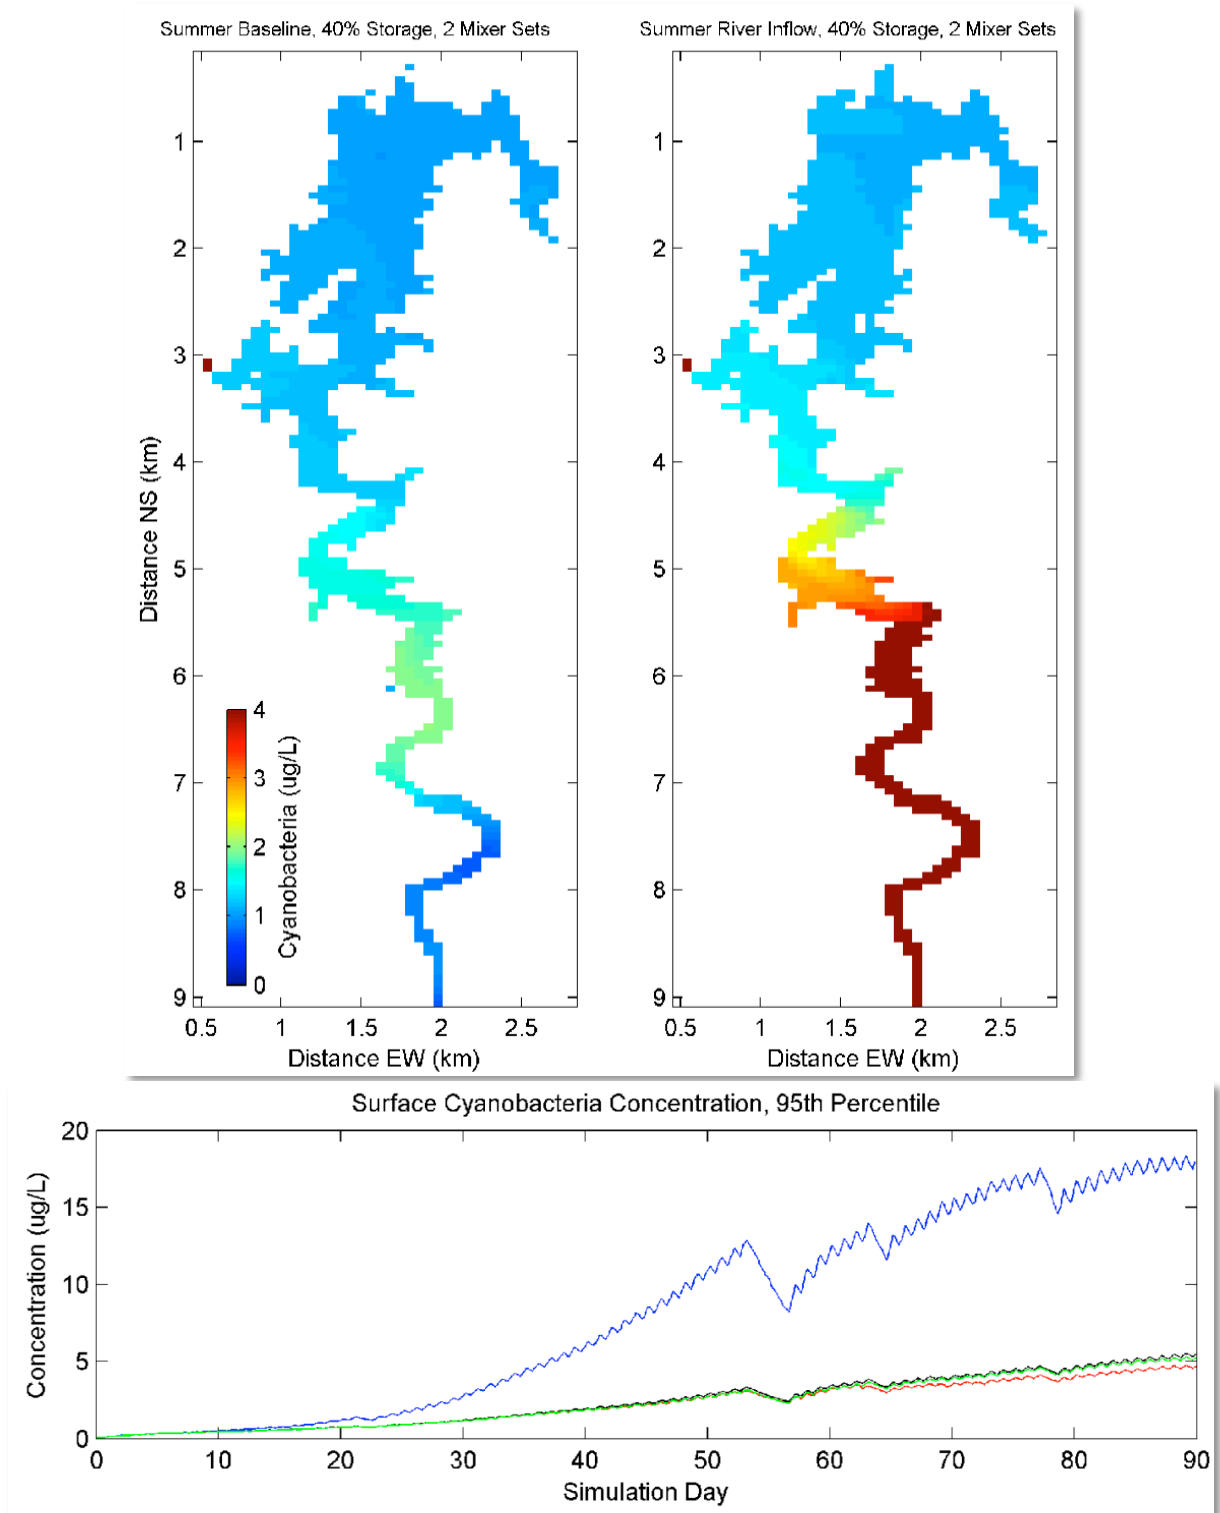 Summer Baseline, 40% Storage, 2 Mixer Sets
Summer River Inflow, 40% Storage, 2 Mixer Sets
Distance NS (km)
1
2
3
4
5
6
7
8
9
1
2
3
4
5
6
7
8
9
4
3
2
1
0
Cyanobacteria (ug/L)
0.5 1 1.5 2 2.5
0.5 1 1.5 2 2.5
Distance EW (km)
Distance EW (km)
Surface Cyanobacteria Concentration, 95th Percentile
Concentration (ug/L)
20
15
10
5
0
0 10 20 30 40 50 60 70 80 90
Simulation Day